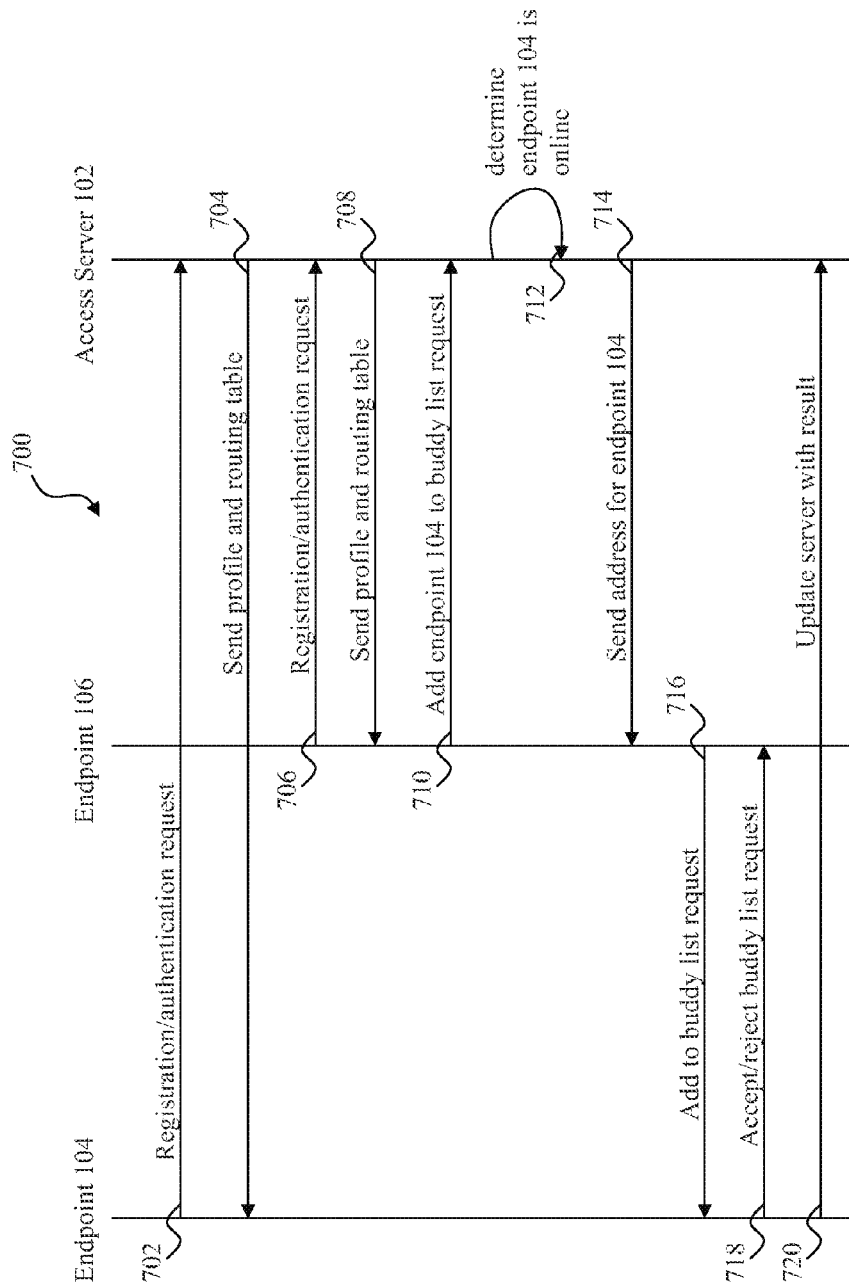 700
Endpoint 104
Endpoint 106
Access Server 102
Registration/authentication request
702
704
Send profile and routing table
Registration/authentication request
706
708
Send profile and routing table
Add endpoint 104 to buddy list request
710
determine
endpoint 104 is
online
712
714
Send address for endpoint 104
716
Add to buddy list request
Accept/reject buddy list request
718
Update server with result
720